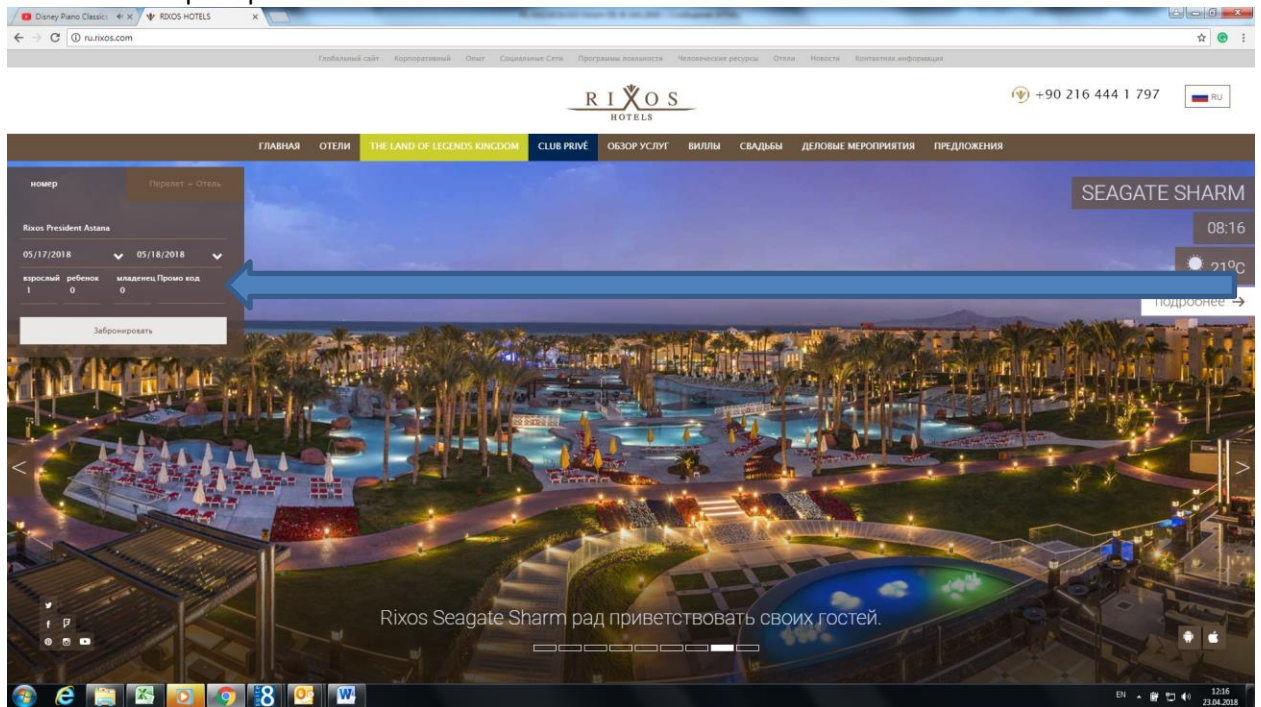 Disney Piano Classics
RIXOS HOTELS
ru.rixos.com
Глобальный сайт Корпоративный Опыт Социальные Сети Программы лояльности Человеческие ресурсы Отели Новости Контактная информация
RIXOS
HOTELS
+90 216 444 1 797
RU
ГЛАВНАЯ ОТЕЛИ THE LAND OF LEGENDS KINGDOM CLUB PRIVÉ ОБЗОР УСЛУГ ВИЛЛЫ СВАДЬБЫ ДЕЛОВЫЕ МЕРОПРИЯТИЯ ПРЕДЛОЖЕНИЯ
номер Перелет – Отель
SEAGATE SHARM
Rixos President Astana
08:16
05/17/2018 05/18/2018
21°C
взрослый ребенок младенец Промо код
1 0 0
подробнее →
Забронировать
< >
Rixos Seagate Sharm рад приветствовать своих гостей.
EN 12:16
23.04.2018